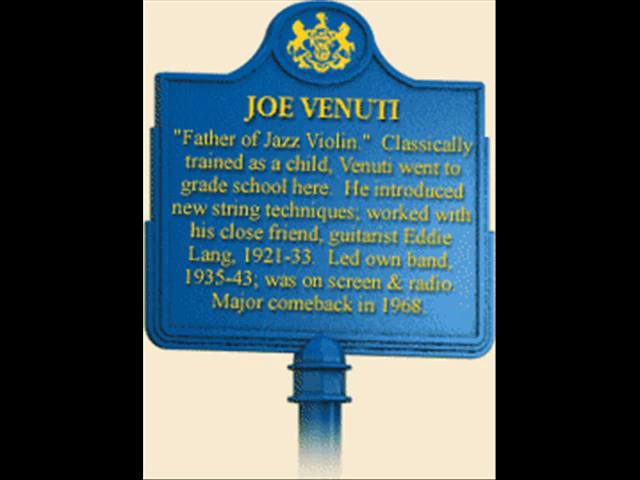 JOE VENUTI
"Father of Jazz Violin." Classically
trained as a child, Venuti went to
grade school here. He introduced
new string techniques; worked with
his close friend, guitarist Eddie
Lang, 1921-33. Led own band,
1935-43; was on screen & radio.
Major comeback in 1968.